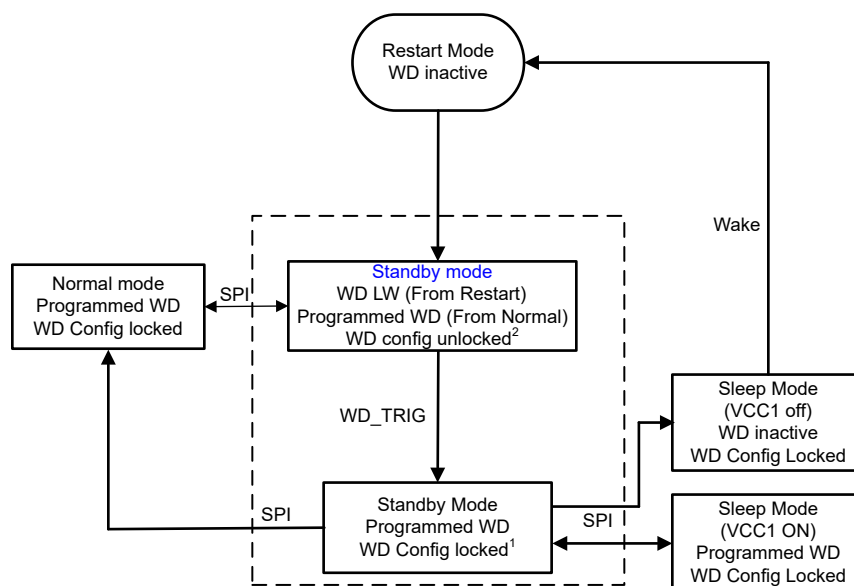 Restart Mode
WD inactive
Wake
Standby mode
WD LW (From Restart)
Programmed WD (From Normal)
WD config unlocked²
Normal mode
Programmed WD
WD Config locked
SPI
WD_TRIG
Sleep Mode
(VCC1 off)
WD inactive
WD Config Locked
Standby Mode
Programmed WD
WD Config locked¹
SPI
SPI
Sleep Mode
(VCC1 ON)
Programmed WD
WD Config Locked